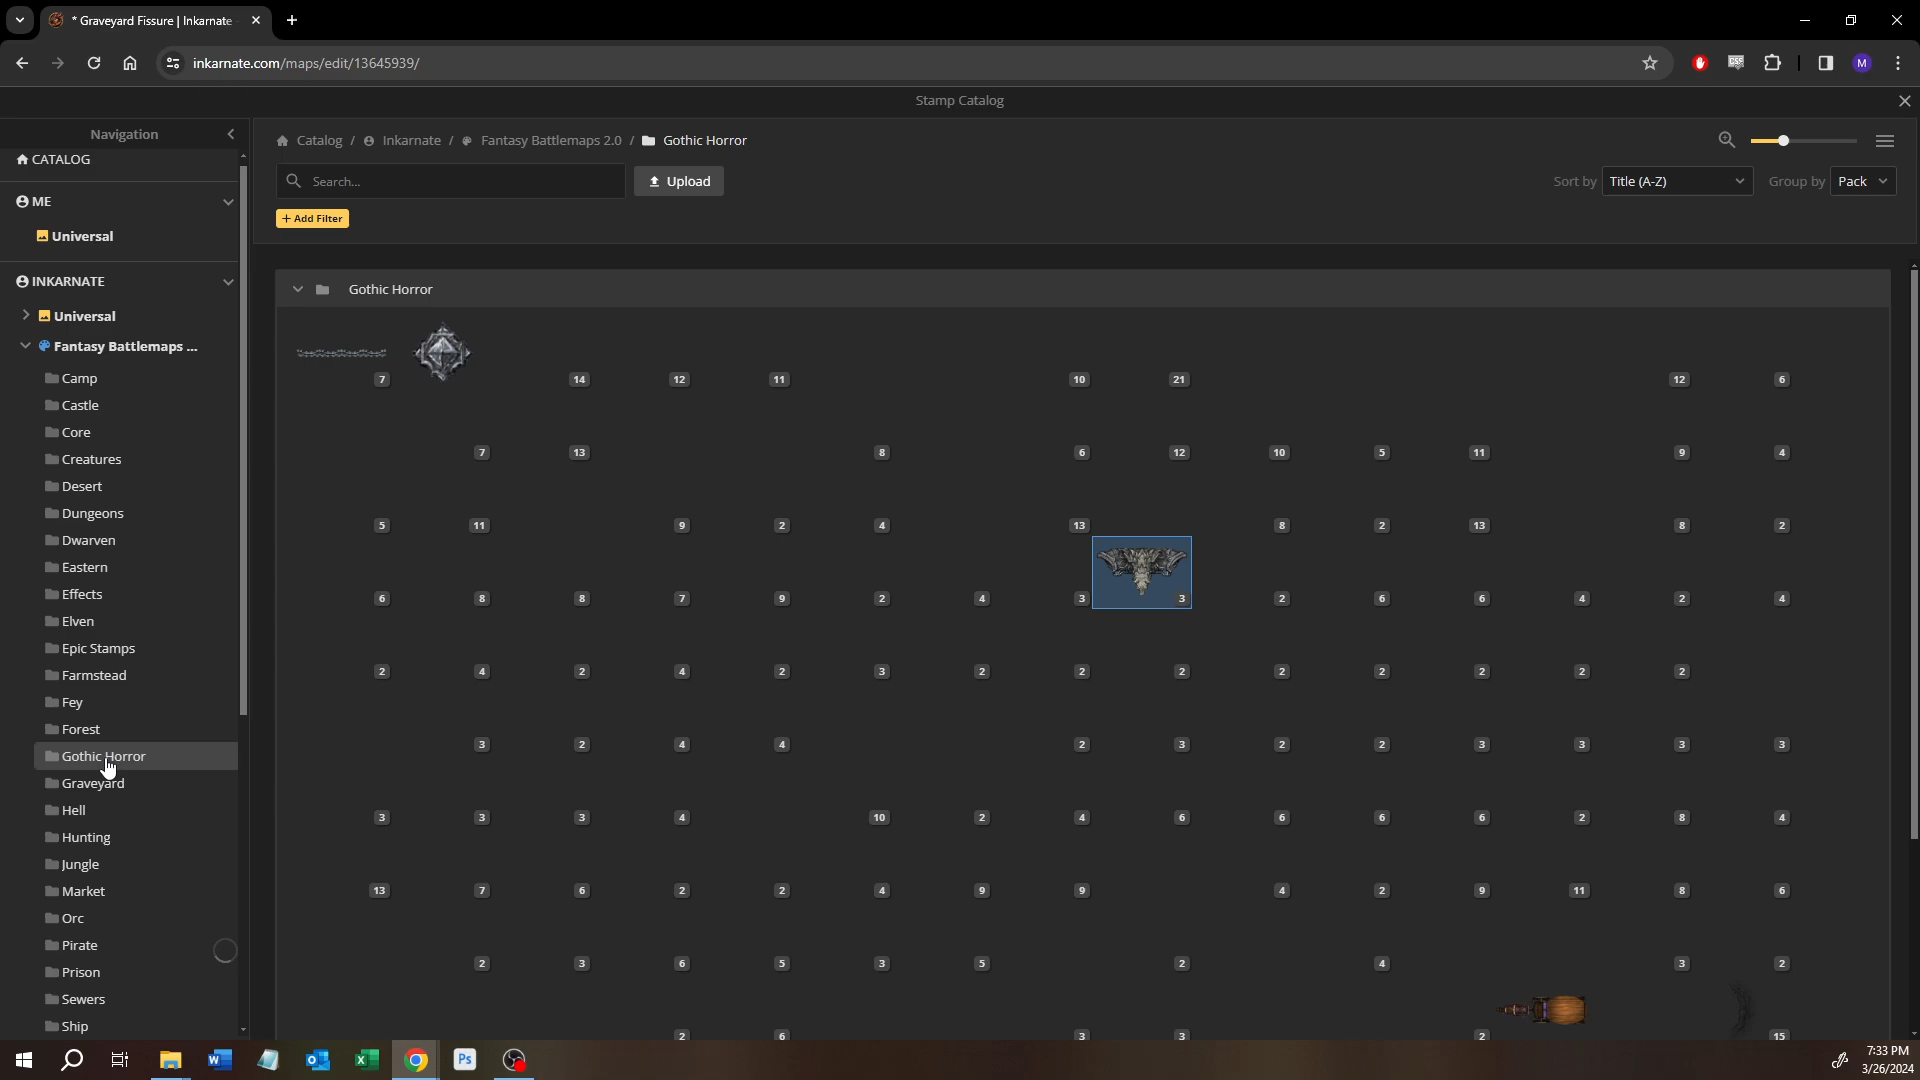 * Graveyard Fissure | Inkarnate -
inkarnate.com/maps/edit/13645939/
M
Stamp Catalog
Navigation
CATALOG
ME
Universal
INKARNATE
Universal
Fantasy Battlemaps ...
Camp
Castle
Core
Creatures
Desert
Dungeons
Dwarven
Eastern
Effects
Elven
Epic Stamps
Farmstead
Fey
Forest
Gothic Horror
Graveyard
Hell
Hunting
Jungle
Market
Orc
Pirate
Prison
Sewers
Ship
Catalog / Inkarnate / Fantasy Battlemaps 2.0 / Gothic Horror
Search...
Upload
Sort by Title (A-Z) Group by Pack
+ Add Filter
Gothic Horror
7 14 12 11 10 21 12 6
7 13 8 6 12 10 5 11 9 4
5 11 9 2 4 13 8 2 13 8 2
6 8 8 7 9 2 4 3 3 2 6 6 4 2 4
2 4 2 4 2 3 2 2 2 2 2 2 2 2
3 2 4 4 2 3 2 2 3 3 3 3
3 3 3 4 10 2 4 6 6 6 6 2 8 4
13 7 6 2 2 4 9 9 4 2 9 11 8 6
2 3 6 5 3 5 2 4 3 2
2 6 3 3 2 15
Ps
7:33 PM
3/26/2024